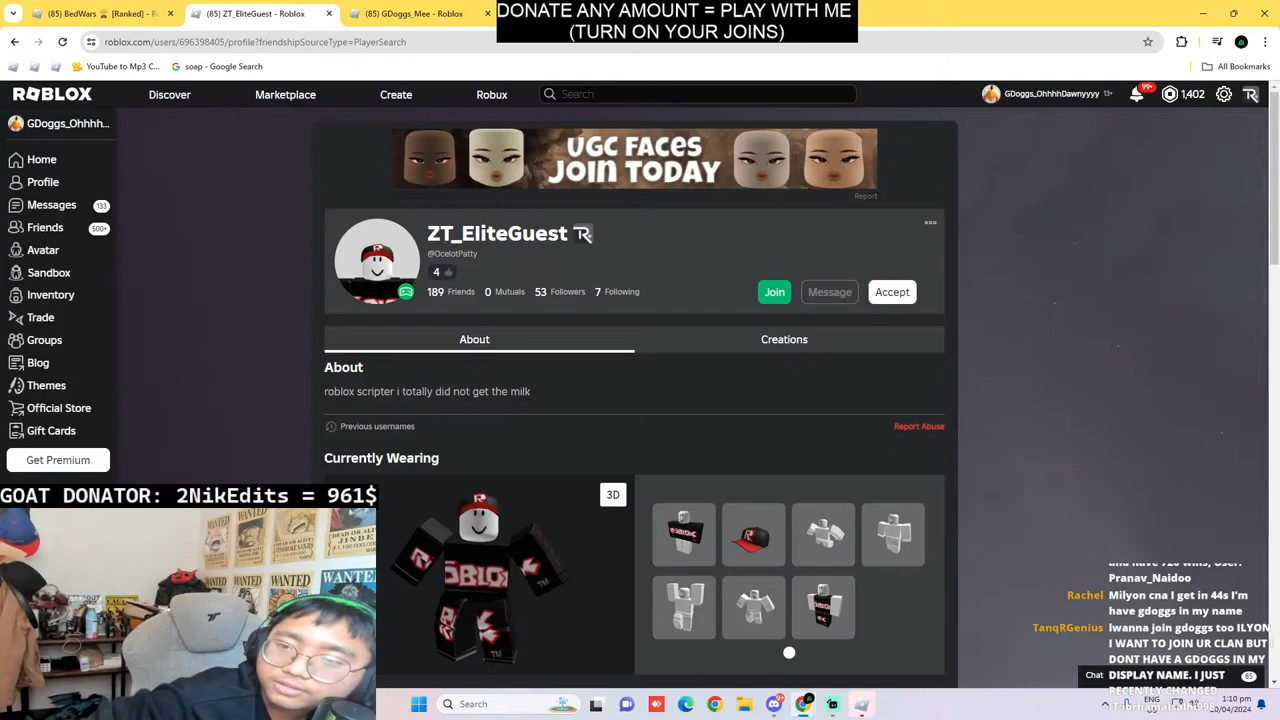 (85) BedWars [Ranked] -
(85) ZT_EliteGuest - Roblox
(85) GDoggs_Mee - Roblox
DONATE ANY AMOUNT = PLAY WITH ME
(TURN ON YOUR JOINS)
roblox.com/users/696398405/profile?friendshipSourceType=PlayerSearch
YouTube to Mp3 C...
soap - Google Search
All Bookmarks
ROBLOX
Discover
Marketplace
Create
Robux
Search
GDoggs_OhhhhDawnyyyy 13+
99+
1,402
GDoggs_Ohhhh...
Home
Profile
Messages 133
Friends 500+
Avatar
Sandbox
Inventory
Trade
Groups
Blog
Themes
Official Store
Gift Cards
Get Premium
UGC FACES
JOIN TODAY
Report
ZT_EliteGuest
@OcelotPatty
4
189 Friends 0 Mutuals 53 Followers 7 Following
Join
Message
Accept
About
Creations
About
roblox scripter i totally did not get the milk
Previous usernames
Report Abuse
Currently Wearing
3D
GOAT DONATOR: 2NikEdits = 961$
Pranav_Naidoo
Rachel Milyon cna I get in 44s I'm
have gdoggs in my name
TanqRGenius Iwanna join gdoggs too ILYON
I WANT TO JOIN UR CLAN BUT
DONT HAVE A GDOGGS IN MY
DISPLAY NAME. I JUST
RECENTLY CHANGED
Chat 85
Search
ENG
1:10 pm
10/04/2024